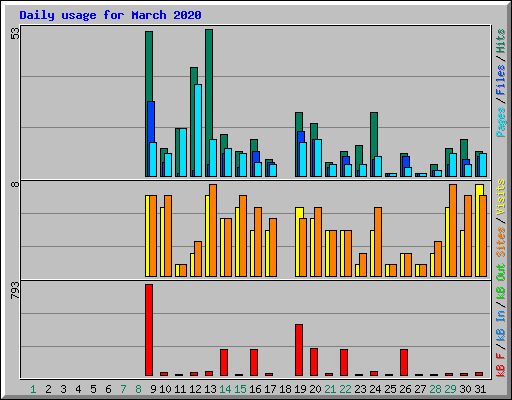 Daily usage for March 2020
53
Pages / Files / Hits
8
Sites / Visits
793
kB F / kB In / kB Out
1 2 3 4 5 6 7 8 9 10 11 12 13 14 15 16 17 18 19 20 21 22 23 24 25 26 27 28 29 30 31